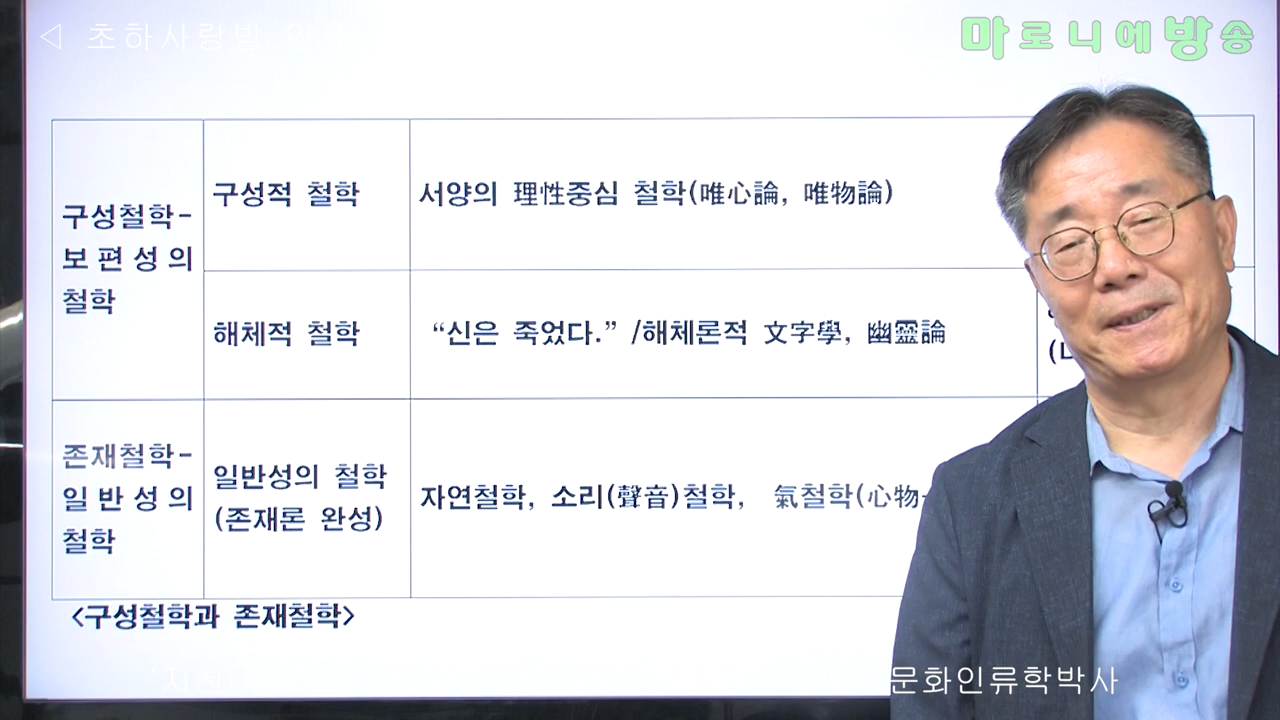 ◁ 초하사랑방
마로니에방송
구성철학-
보편성의
철학
구성적 철학
서양의 理性중심 철학(唯心論, 唯物論)
해체적 철학
“신은 죽었다.” /해체론적 文字學, 幽靈論
존재철학-
일반성의
철학
일반성의 철학
(존재론 완성)
자연철학, 소리(聲音)철학, 氣철학(心物-
<구성철학과 존재철학>
문화인류학박사